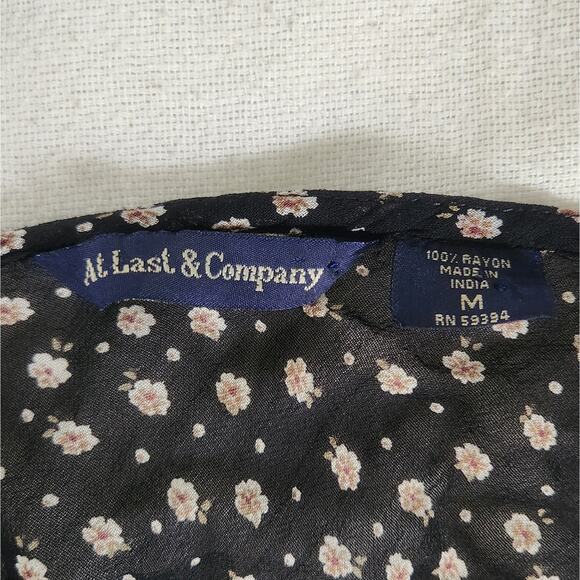 At Last & Company
100% RAYON
MADE IN
INDIA
M
RN 59394